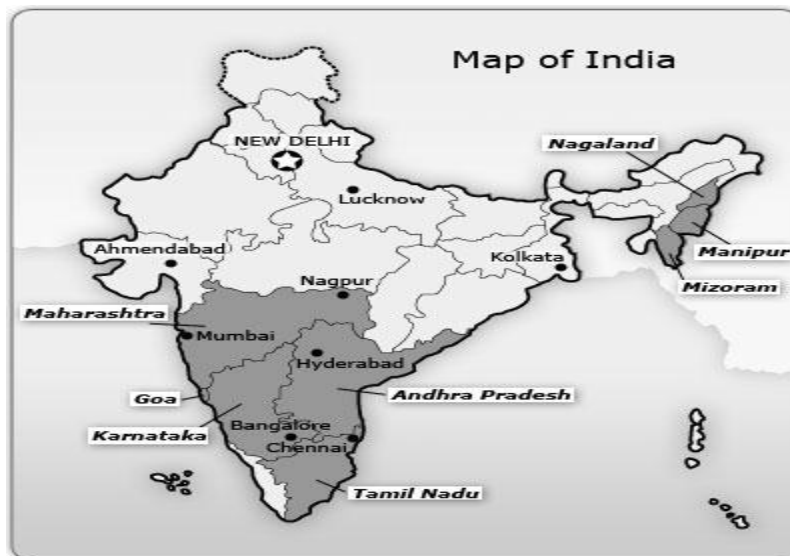 Map of India
NEW DELHI
Nagaland
Lucknow
Ahmendabad
Kolkata
Manipur
Nagpur
Mizoram
Maharashtra
Mumbai
Hyderabad
Goa
Andhra Pradesh
Karnataka
Bangalore
Chennai
Tamil Nadu